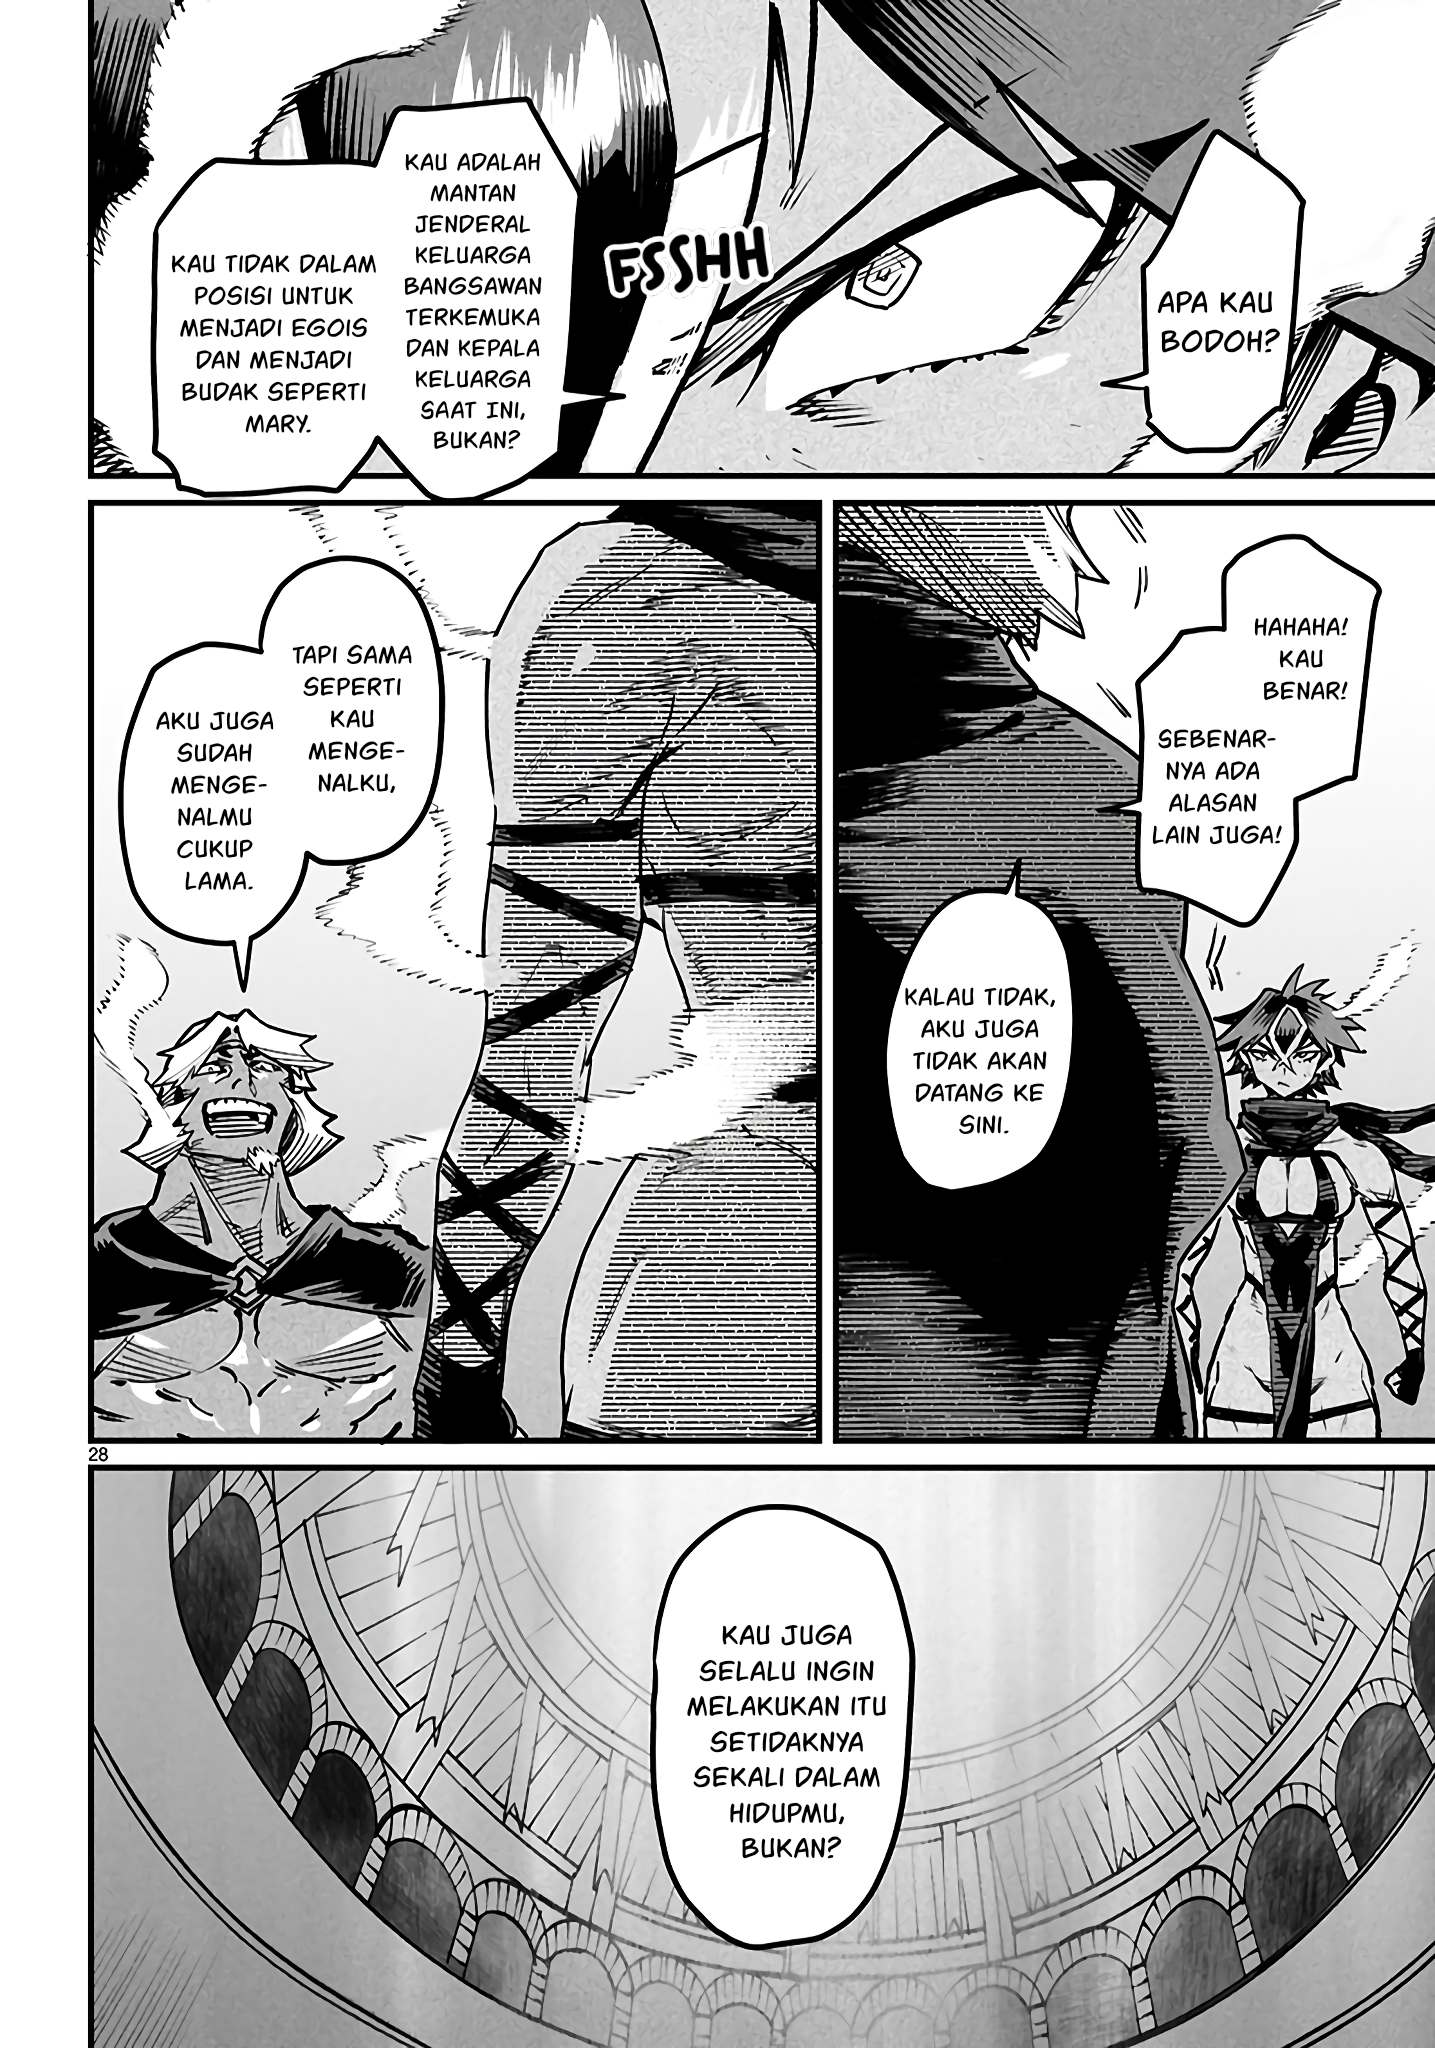 APA KAU
BODOH?
KAU ADALAH
MANTAN
JENDERAL
KELUARGA
BANGSAWAN
TERKEMUKA
DAN KEPALA
KELUARGA
SAAT INI,
BUKAN?
KAU TIDAK DALAM
POSISI UNTUK
MENJADI EGOIS
DAN MENJADI
BUDAK SEPERTI
MARY.
FSSHH
HAHAHA!
KAU
BENAR!
SEBENAR-
NYA ADA
ALASAN
LAIN JUGA!
KALAU TIDAK,
AKU JUGA
TIDAK AKAN
DATANG KE
SINI.
TAPI SAMA
SEPERTI
KAU
MENGE-
NALKU,
AKU JUGA
SUDAH
MENGE-
NALMU
CUKUP
LAMA.
28
KAU JUGA
SELALU INGIN
MELAKUKAN ITU
SETIDAKNYA
SEKALI DALAM
HIDUPMU,
BUKAN?